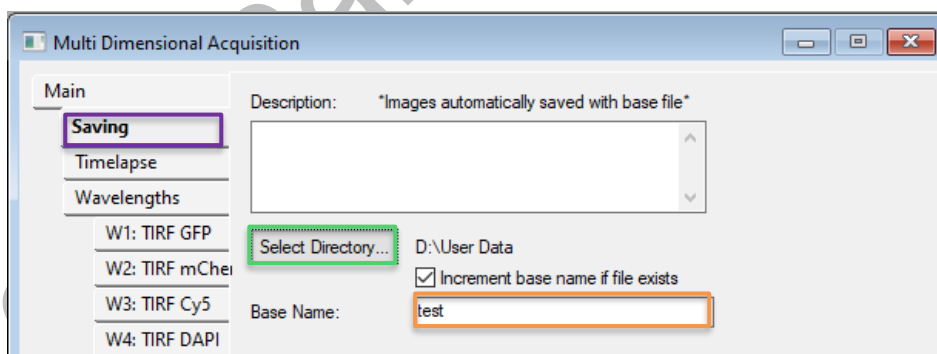 Multi Dimensional Acquisition
Main
Saving
Timelapse
Wavelengths
W1: TIRF GFP
W2: TIRF mCher
W3: TIRF Cy5
W4: TIRF DAPI
Description: *Images automatically saved with base file*
Select Directory... D:\User Data
Increment base name if file exists
Base Name: test